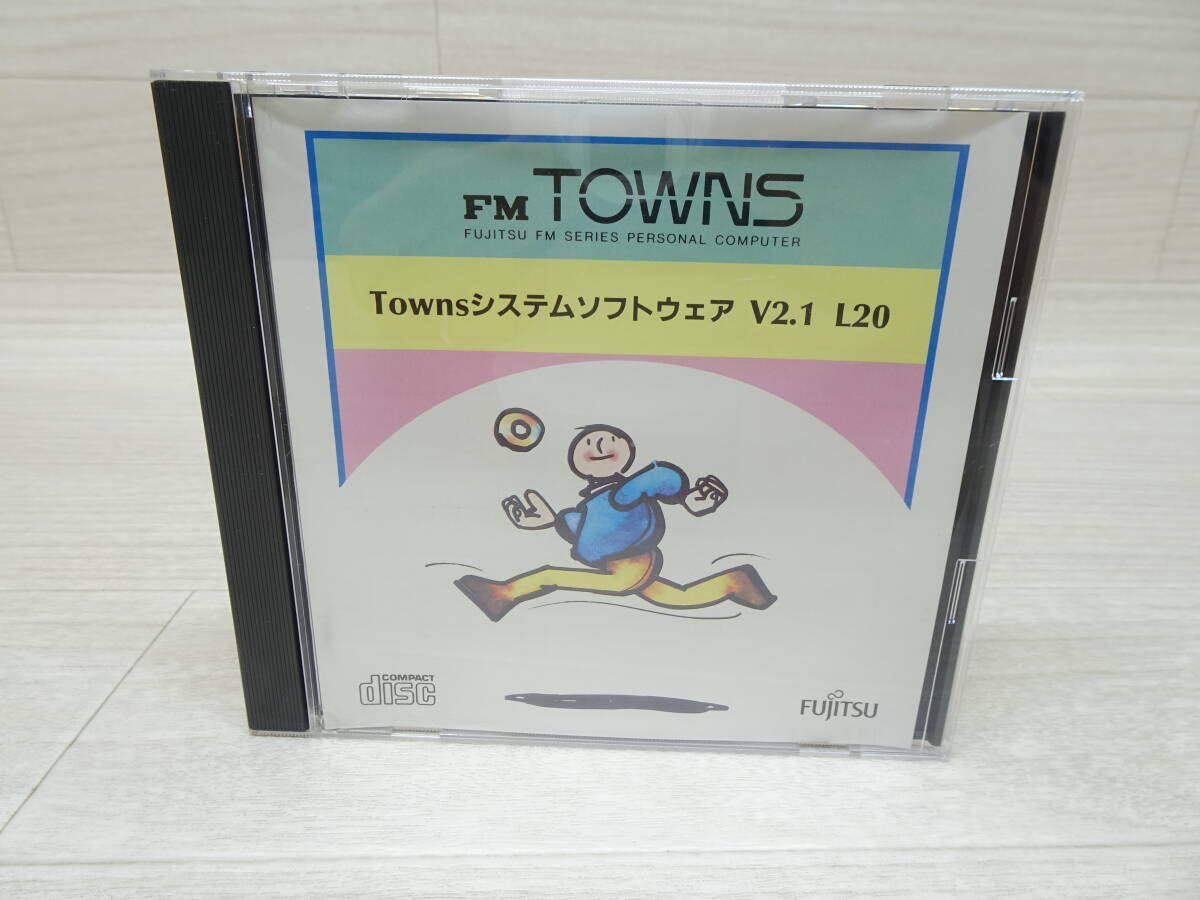 FM TOWNS
FUJITSU FM SERIES PERSONAL COMPUTER
Townsシステムソフトウェア V2.1 L20
COMPACT
disc
FUJITSU